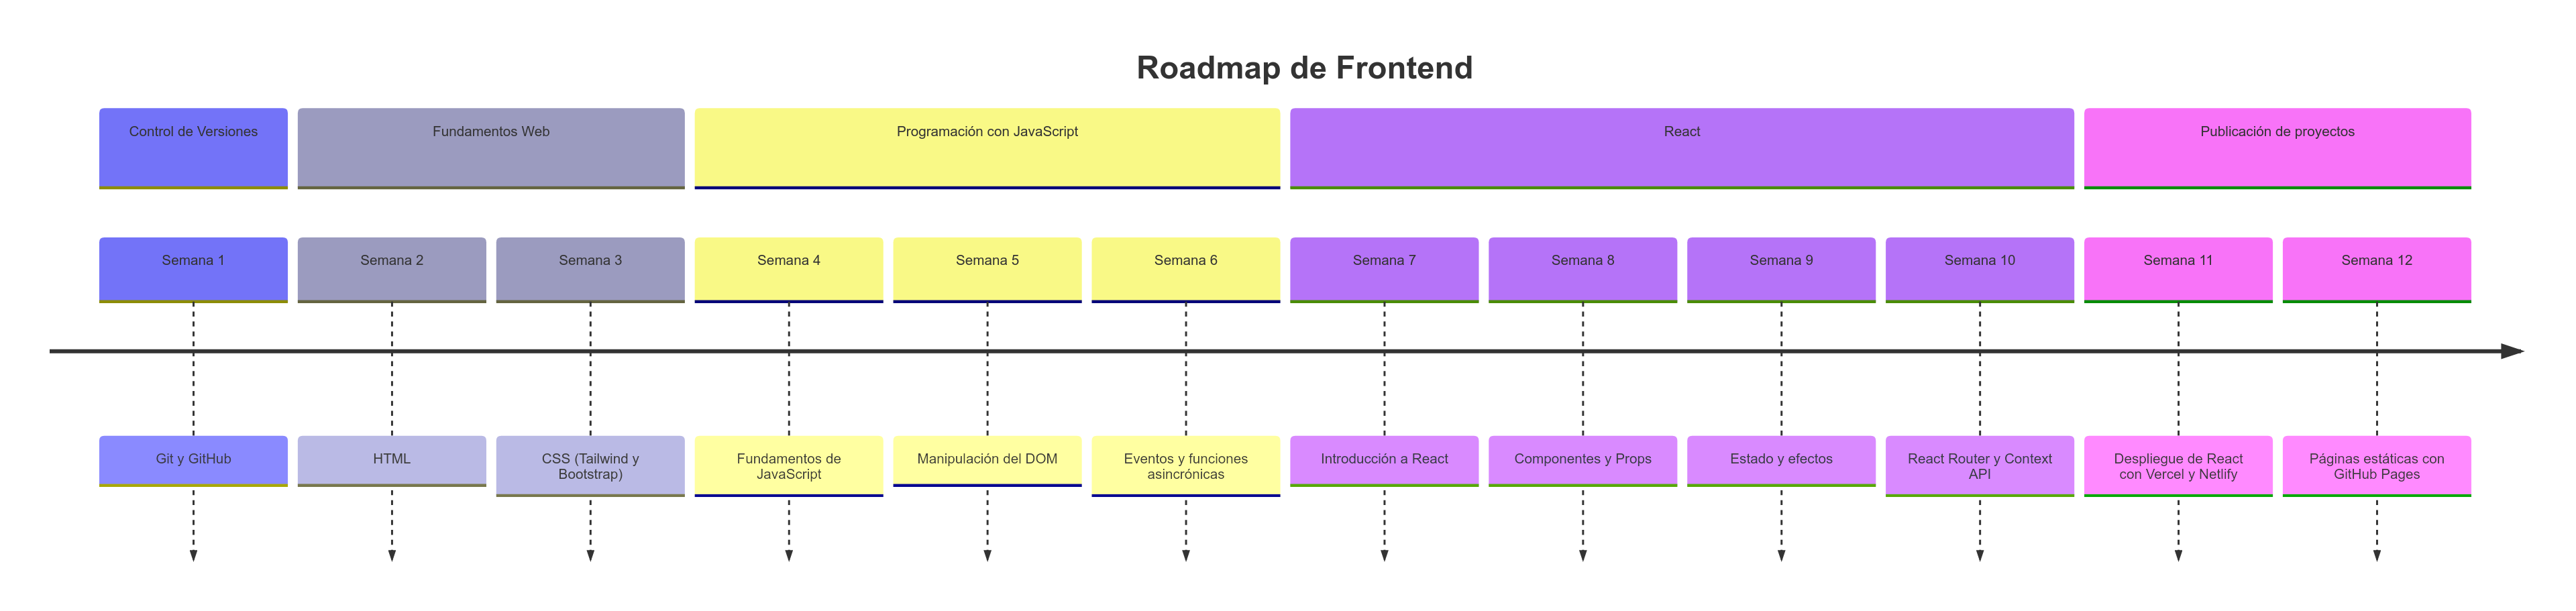 Roadmap de Frontend
Control de Versiones
Fundamentos Web
Programación con JavaScript
React
Publicación de proyectos
Semana 1
Semana 2
Semana 3
Semana 4
Semana 5
Semana 6
Semana 7
Semana 8
Semana 9
Semana 10
Semana 11
Semana 12
Git y GitHub
HTML
CSS (Tailwind y
Bootstrap)
Fundamentos de
JavaScript
Manipulación del DOM
Eventos y funciones
asincrónicas
Introducción a React
Componentes y Props
Estado y efectos
React Router y Context
API
Despliegue de React
con Vercel y Netlify
Páginas estáticas con
GitHub Pages